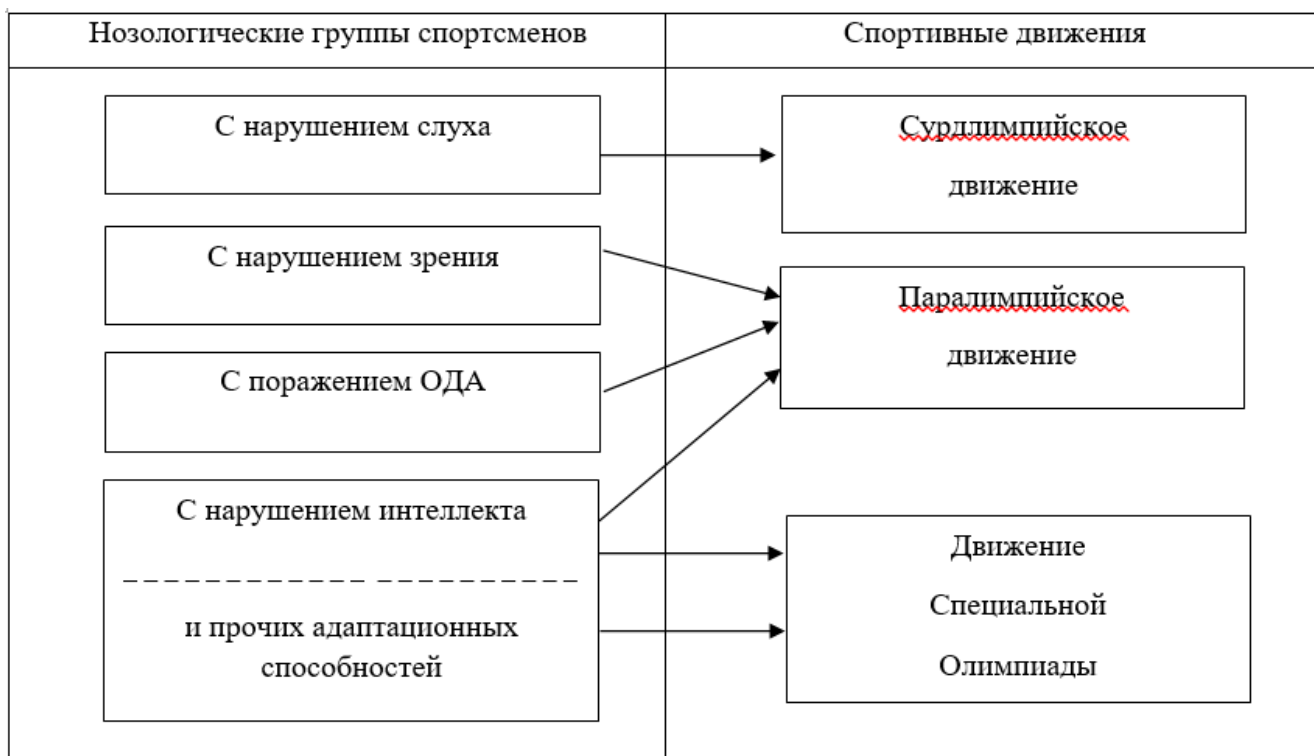 Нозологические группы спортсменов
Спортивные движения
С нарушением слуха
Сурдлимпийское
движение
С нарушением зрения
Паралимпийское
движение
С поражением ОДА
С нарушением интеллекта
и прочих адаптационных
способностей
Движение
Специальной
Олимпиады